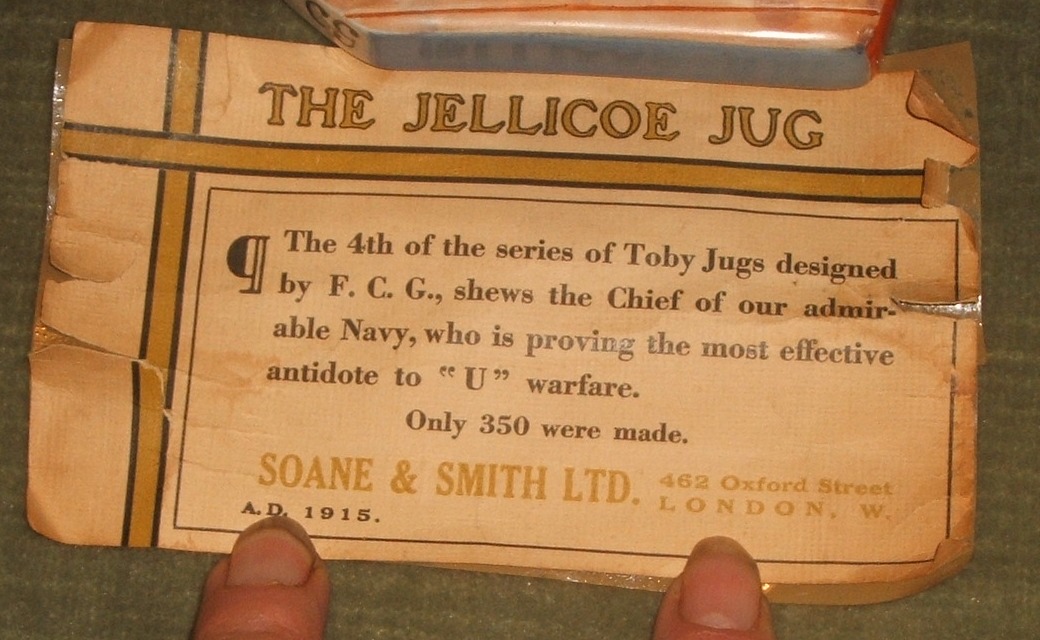 THE JELLICOE JUG
¶ The 4th of the series of Toby Jugs designed
by F. C. G., shews the Chief of our admir-
able Navy, who is proving the most effective
antidote to “U” warfare.
Only 350 were made.
SOANE & SMITH LTD. 462 Oxford Street
LONDON, W.
A.D. 1915.